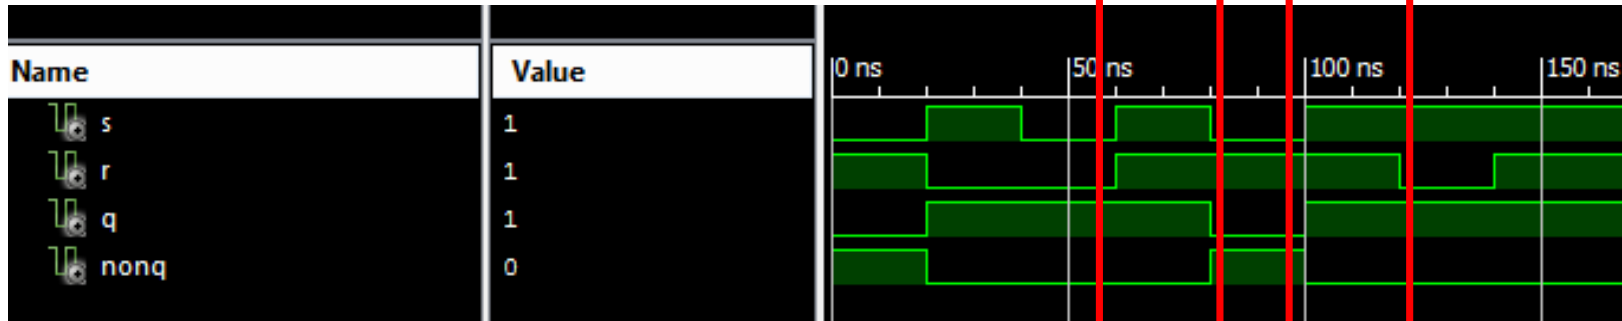 Name Value 0 ns 50 ns 100 ns 150 ns
s 1
r 1
q 1
nonq 0